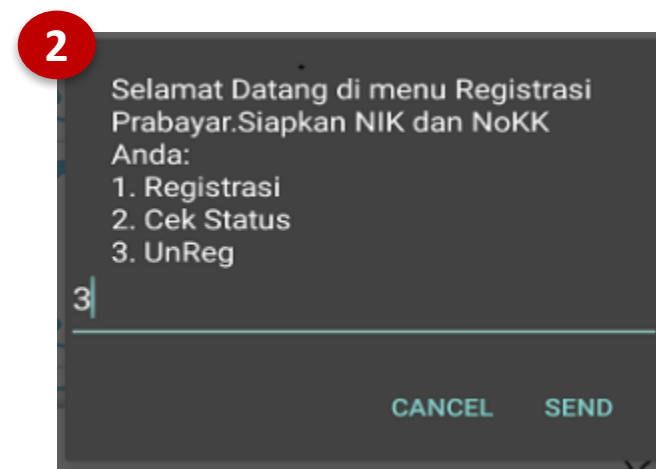 2
Selamat Datang di menu Registrasi
Prabayar.Siapkan NIK dan NoKK
Anda:
1. Registrasi
2. Cek Status
3. UnReg
3
CANCEL SEND